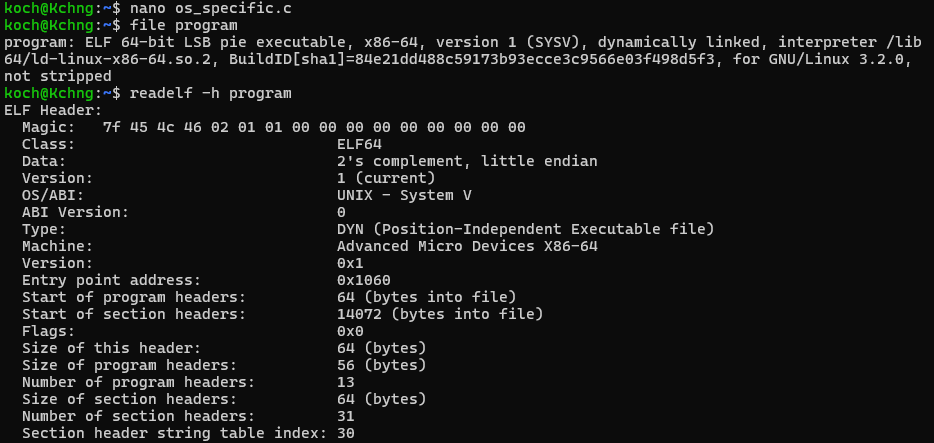 koch@Kchng:~$ nano os_specific.c
koch@Kchng:~$ file program
program: ELF 64-bit LSB pie executable, x86-64, version 1 (SYSV), dynamically linked, interpreter /lib
64/ld-linux-x86-64.so.2, BuildID[sha1]=84e21dd488c59173b93ecce3c9566e03f498d5f3, for GNU/Linux 3.2.0,
not stripped
koch@Kchng:~$ readelf -h program
ELF Header:
  Magic:   7f 45 4c 46 02 01 01 00 00 00 00 00 00 00 00 00
  Class:                             ELF64
  Data:                              2's complement, little endian
  Version:                           1 (current)
  OS/ABI:                            UNIX - System V
  ABI Version:                       0
  Type:                              DYN (Position-Independent Executable file)
  Machine:                           Advanced Micro Devices X86-64
  Version:                           0x1
  Entry point address:               0x1060
  Start of program headers:          64 (bytes into file)
  Start of section headers:          14072 (bytes into file)
  Flags:                             0x0
  Size of this header:               64 (bytes)
  Size of program headers:           56 (bytes)
  Number of program headers:         13
  Size of section headers:           64 (bytes)
  Number of section headers:         31
  Section header string table index: 30